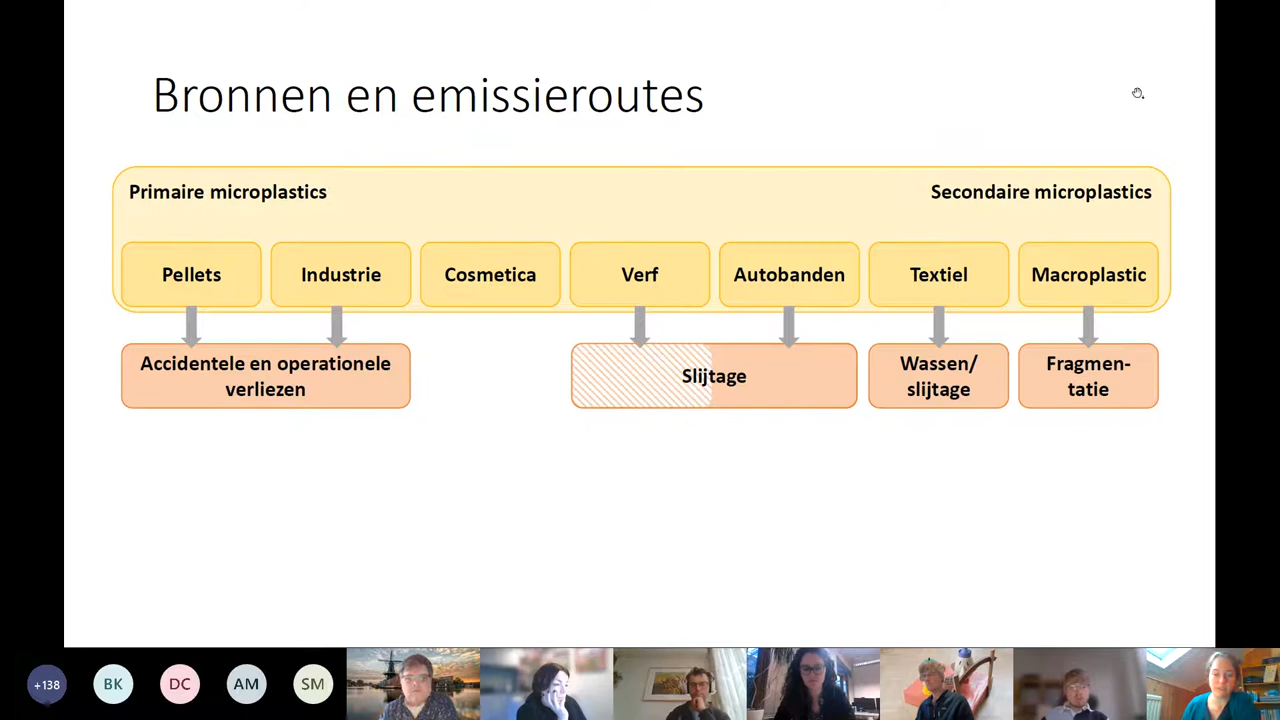 Bronnen en emissieroutes
Primaire microplastics
Secondaire microplastics
Pellets
Industrie
Cosmetica
Verf
Autobanden
Textiel
Macroplastic
Accidentele en operationele
verliezen
Slijtage
Wassen/
slijtage
Fragmen-
tatie
+138
BK
DC
AM
SM